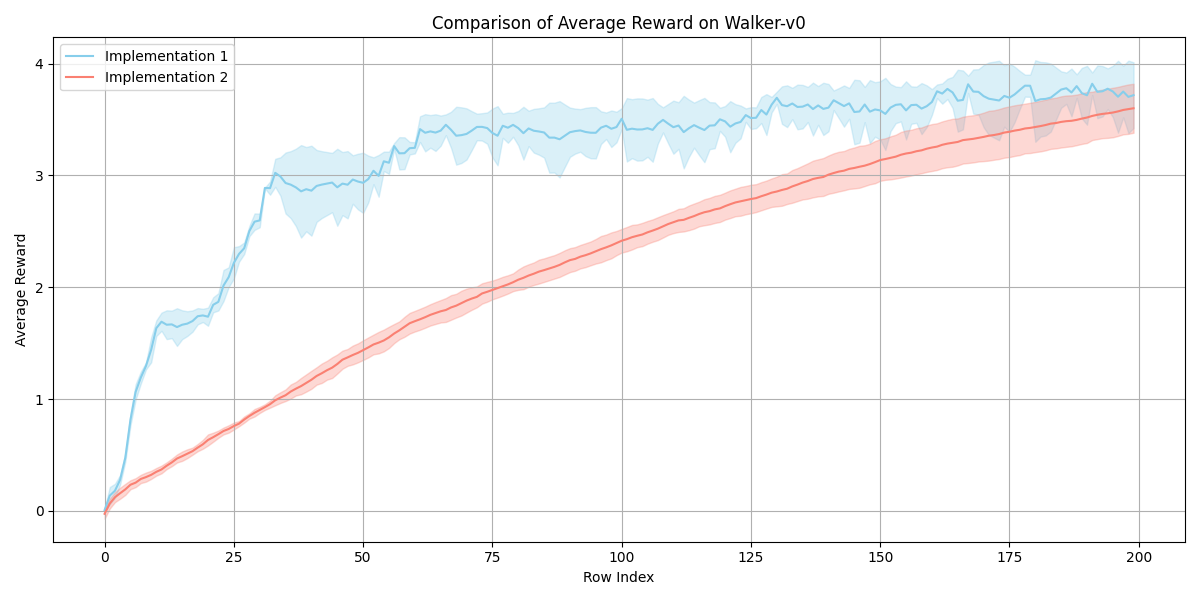 Comparison of Average Reward on Walker-v0
Implementation 1
Implementation 2
Average Reward
4
3
2
1
0
0 25 50 75 100 125 150 175 200
Row Index